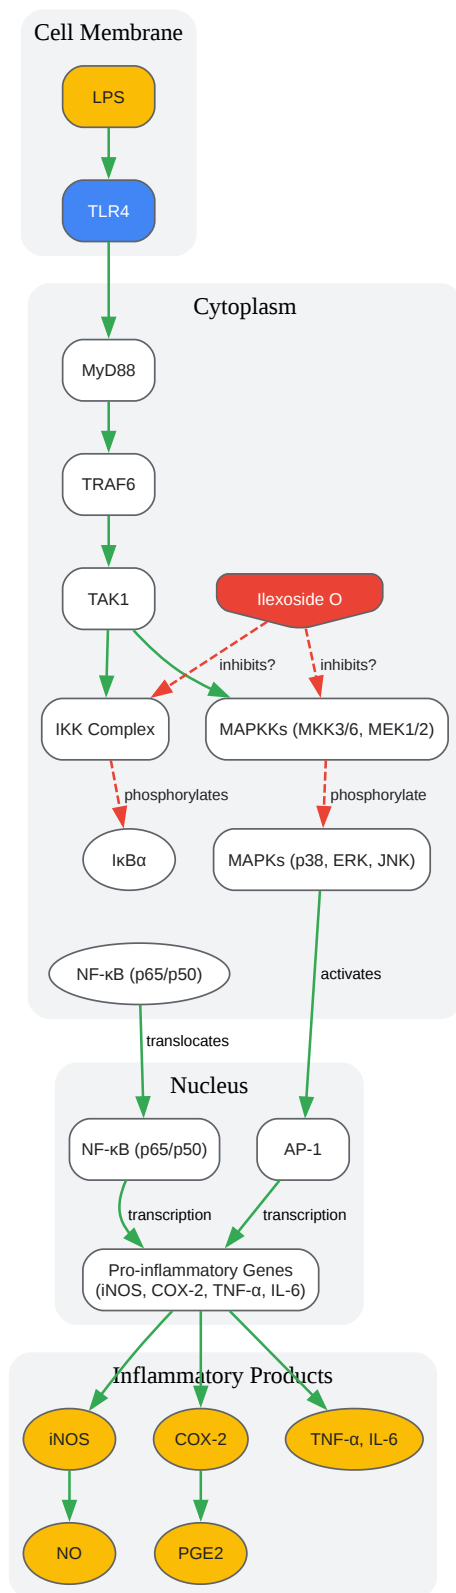 Cell Membrane
LPS
TLR4
Cytoplasm
MyD88
TRAF6
TAK1
Ilexoside O
inhibits?
inhibits?
IKK Complex
MAPKKs (MKK3/6, MEK1/2)
phosphorylates
phosphorylate
IκBα
MAPKs (p38, ERK, JNK)
NF-κB (p65/p50)
activates
translocates
Nucleus
NF-κB (p65/p50)
AP-1
transcription
transcription
Pro-inflammatory Genes
(iNOS, COX-2, TNF-α, IL-6)
Inflammatory Products
iNOS
COX-2
TNF-α, IL-6
NO
PGE2